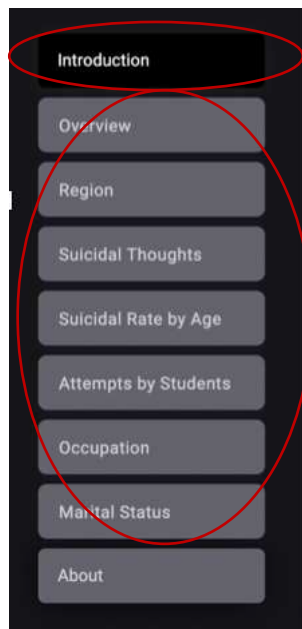 Introduction
Overview
Region
Suicidal Thoughts
Suicidal Rate by Age
Attempts by Students
Occupation
Marital Status
About